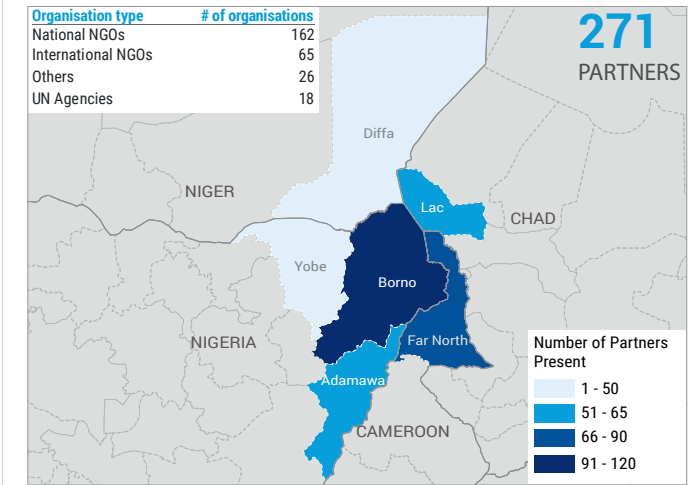 Organisation type # of organisations
National NGOs 162
International NGOs 65
Others 26
UN Agencies 18
271
PARTNERS
Diffa
NIGER
Lac
CHAD
Yobe
Borno
NIGERIA
Far North
Adamawa
CAMEROON
Number of Partners
Present
1 - 50
51 - 65
66 - 90
91 - 120